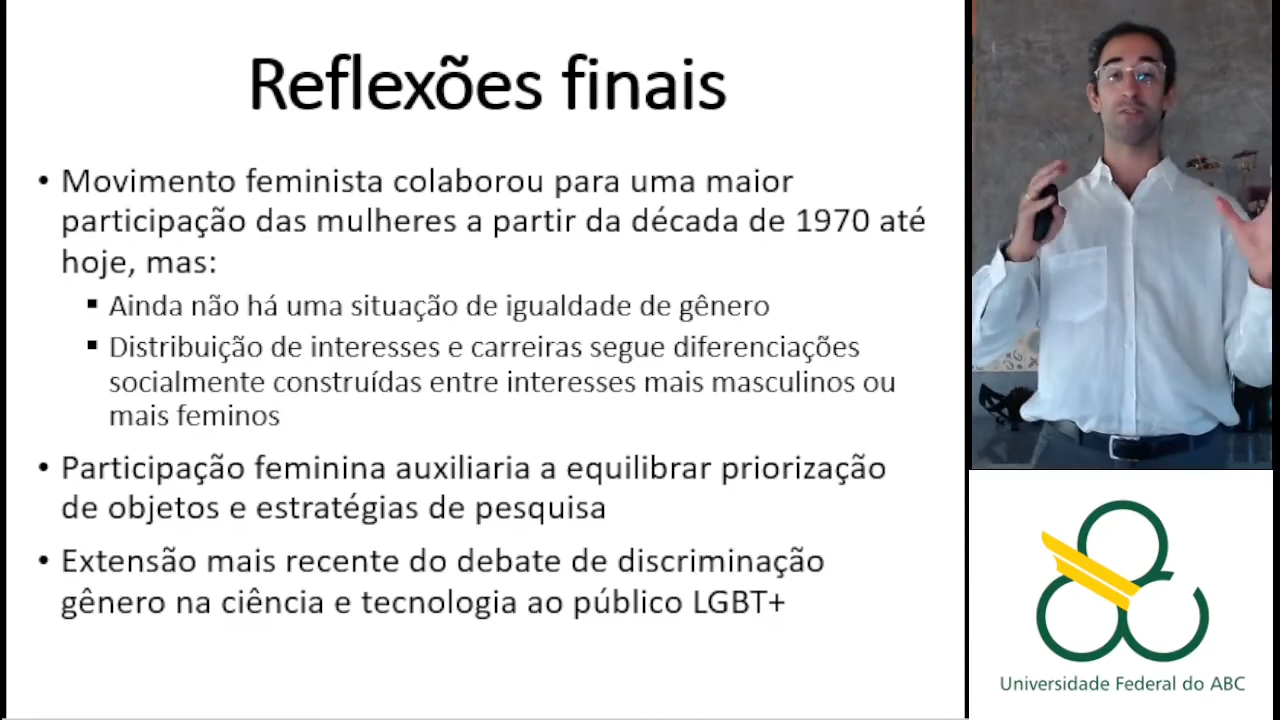 Reflexões finais
• Movimento feminista colaborou para uma maior
participação das mulheres a partir da década de 1970 até
hoje, mas:
▪ Ainda não há uma situação de igualdade de gênero
▪ Distribuição de interesses e carreiras segue diferenciações
socialmente construídas entre interesses mais masculinos ou
mais feminos
• Participação feminina auxiliaria a equilibrar priorização
de objetos e estratégias de pesquisa
• Extensão mais recente do debate de discriminação
gênero na ciência e tecnologia ao público LGBT+
Universidade Federal do ABC